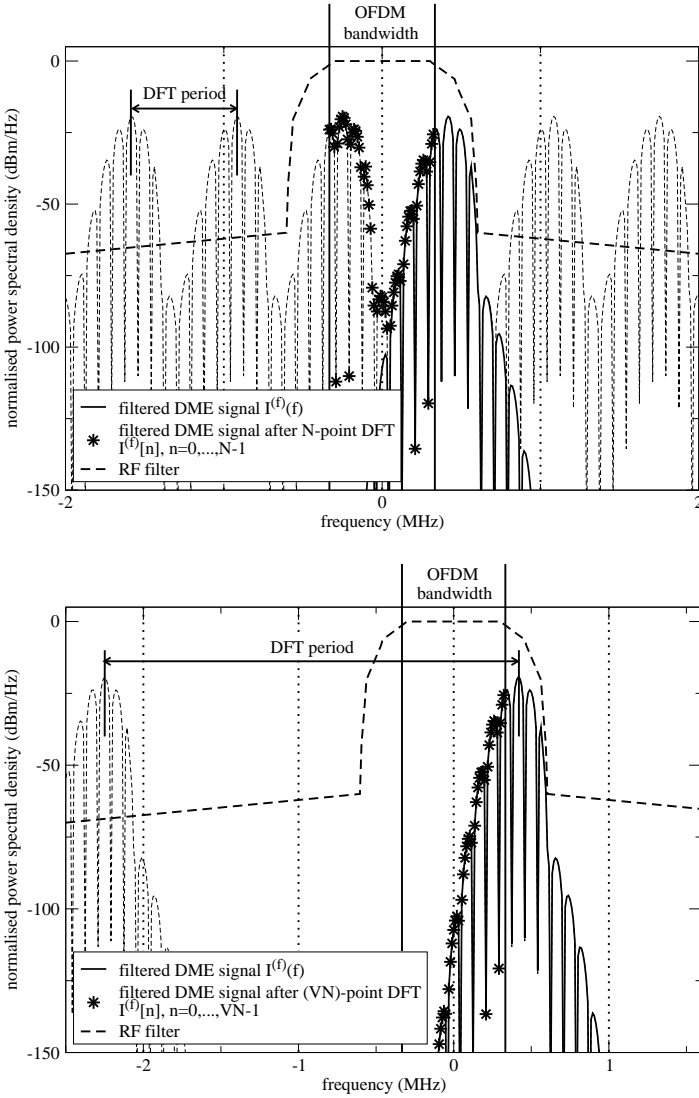 OFDM
bandwidth
DFT period
0
-50
-100
-150
normalised power spectral density (dBm/Hz)
filtered DME signal I(f)(f)
filtered DME signal after N-point DFT
I(f)[n], n=0,...,N-1
RF filter
-2 -1 0 1 2
frequency (MHz)
OFDM
bandwidth
DFT period
0
-50
-100
-150
normalised power spectral density (dBm/Hz)
filtered DME signal I(f)(f)
filtered DME signal after (VN)-point DFT
I(f)[n], n=0,...,VN-1
RF filter
-2 -1 0 1
frequency (MHz)